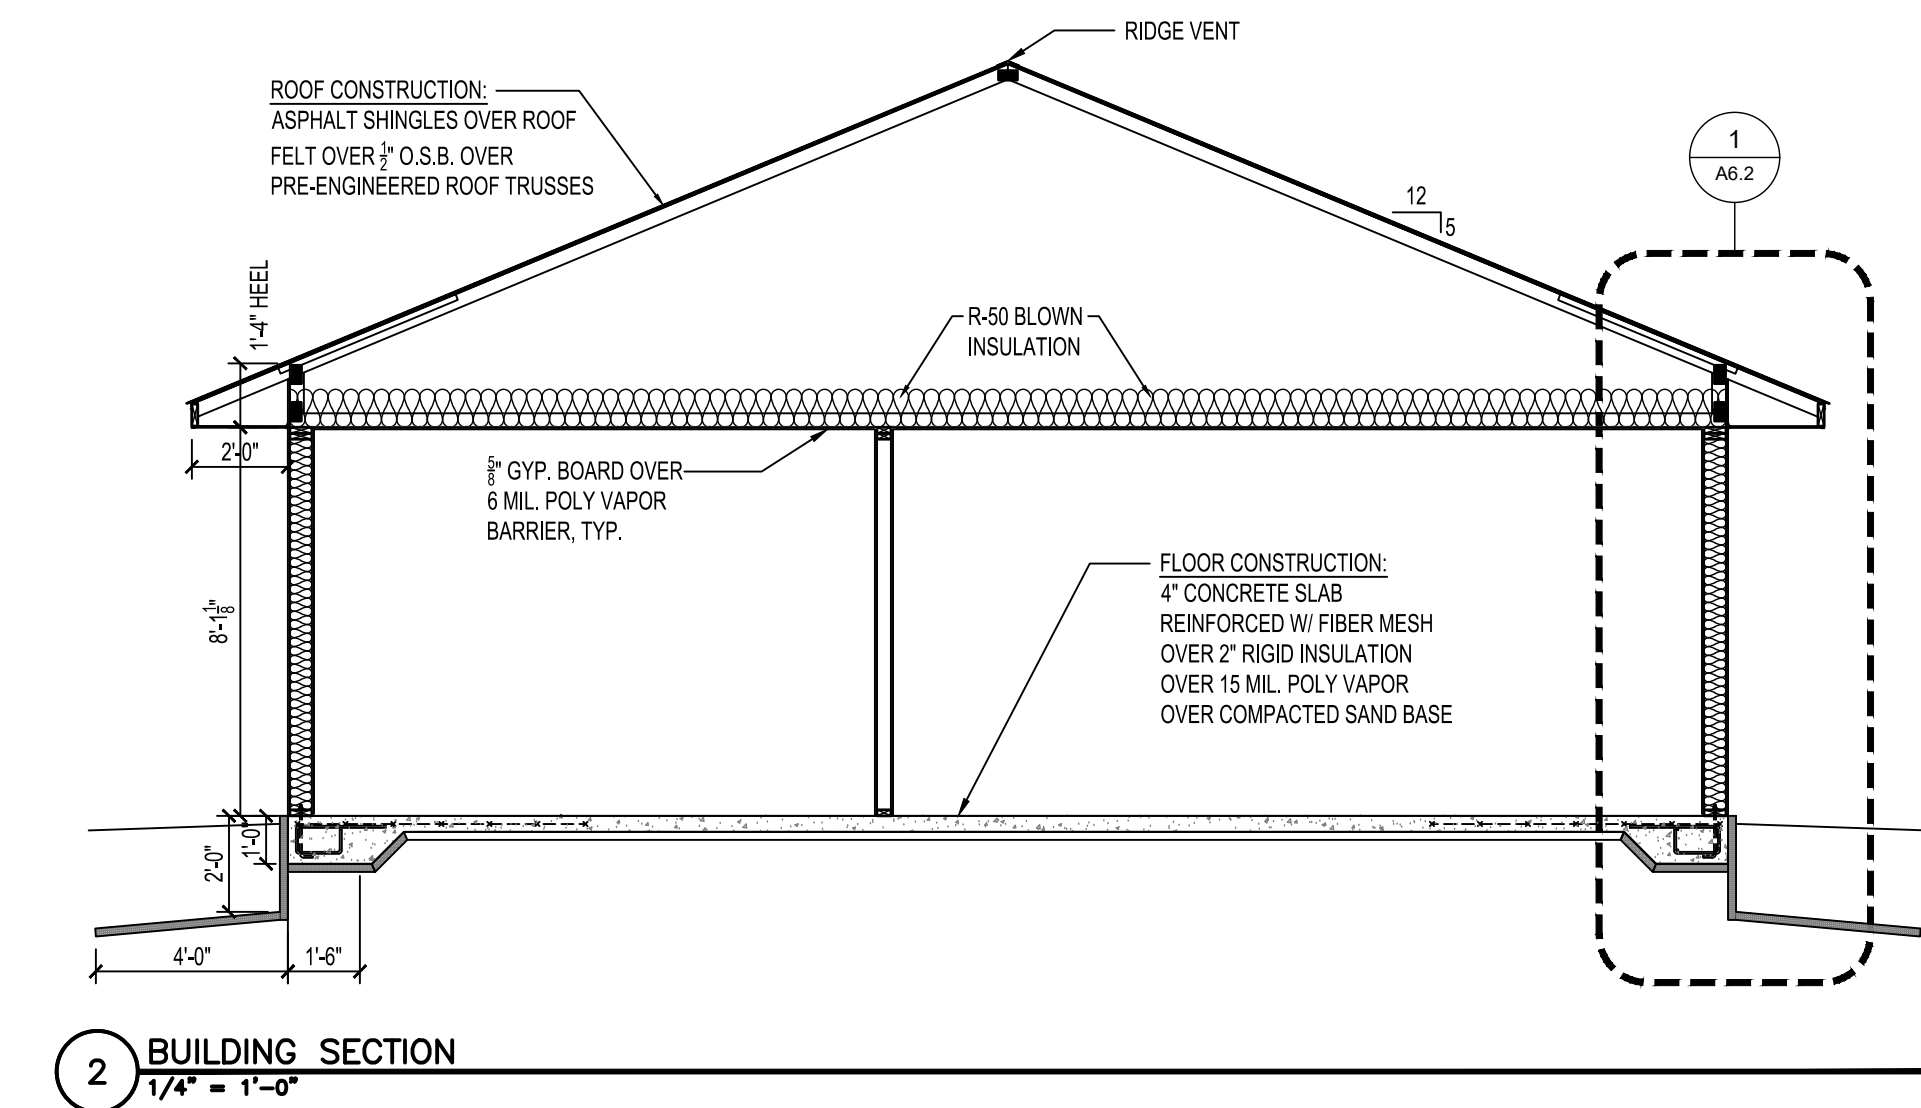 RIDGE VENT
ROOF CONSTRUCTION:
ASPHALT SHINGLES OVER ROOF
FELT OVER 1/2" O.S.B. OVER
PRE-ENGINEERED ROOF TRUSSES
1
A6.2
12
5
1'-4" HEEL
R-50 BLOWN
INSULATION
2'-0"
5/8" GYP. BOARD OVER
6 MIL. POLY VAPOR
BARRIER, TYP.
8'-1 1/8"
FLOOR CONSTRUCTION:
4" CONCRETE SLAB
REINFORCED W/ FIBER MESH
OVER 2" RIGID INSULATION
OVER 15 MIL. POLY VAPOR
OVER COMPACTED SAND BASE
2'-0"
1'-0"
4'-0"
1'-6"
2
BUILDING SECTION
1/4" = 1'-0"